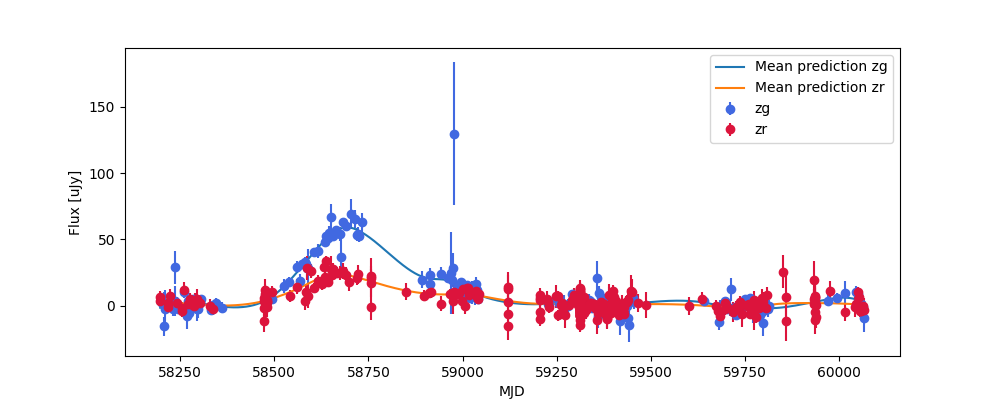 Mean prediction zg
Mean prediction zr
zg
zr
150
100
50
0
Flux [uJy]
58250 58500 58750 59000 59250 59500 59750 60000
MJD